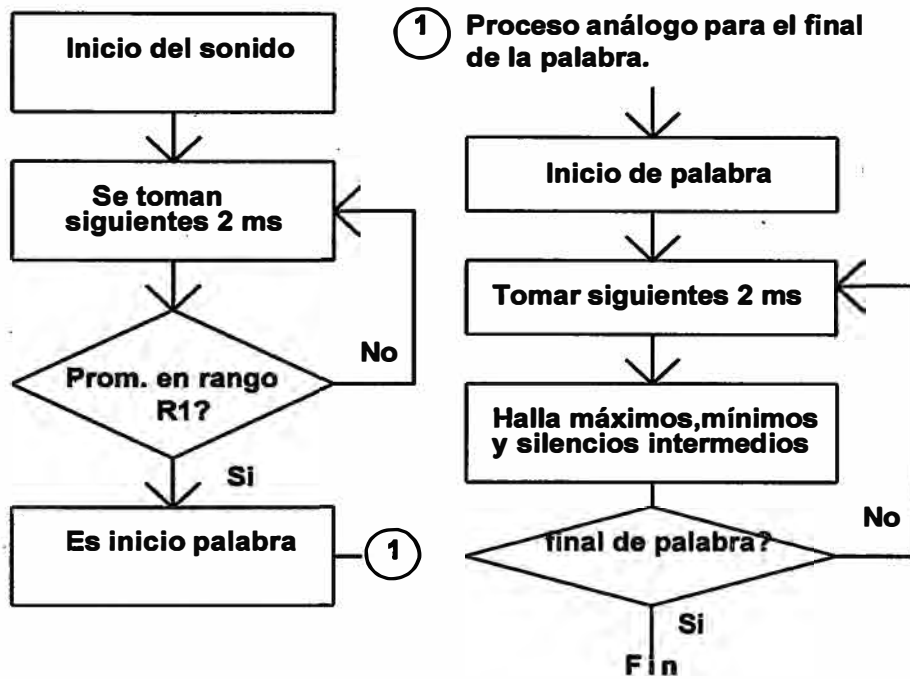 Inicio del sonido
Se toman
siguientes 2 ms
Prom. en rango
R1?
No
Si
Es inicio palabra
1
1
Proceso análogo para el final
de la palabra.
Inicio de palabra
Tomar siguientes 2 ms
Halla máximos,mínimos
y silencios intermedios
final de palabra?
No
Si
Fin